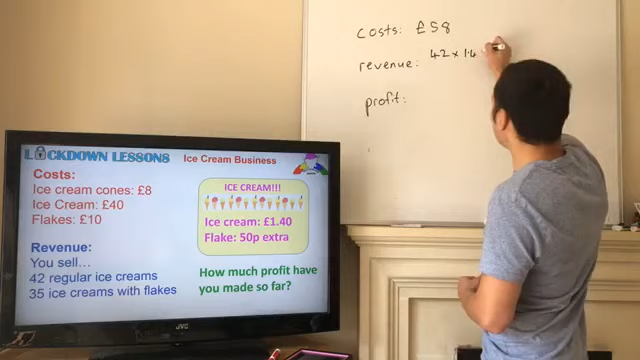 costs: £58
revenue: 42 x 1.4
profit:
LOCKDOWN LESSONS
Ice Cream Business
Costs:
Ice cream cones: £8
Ice Cream: £40
Flakes: £10
ICE CREAM!!!
Ice cream: £1.40
Flake: 50p extra
Revenue:
You sell...
42 regular ice creams
35 ice creams with flakes
How much profit have
you made so far?
JVC